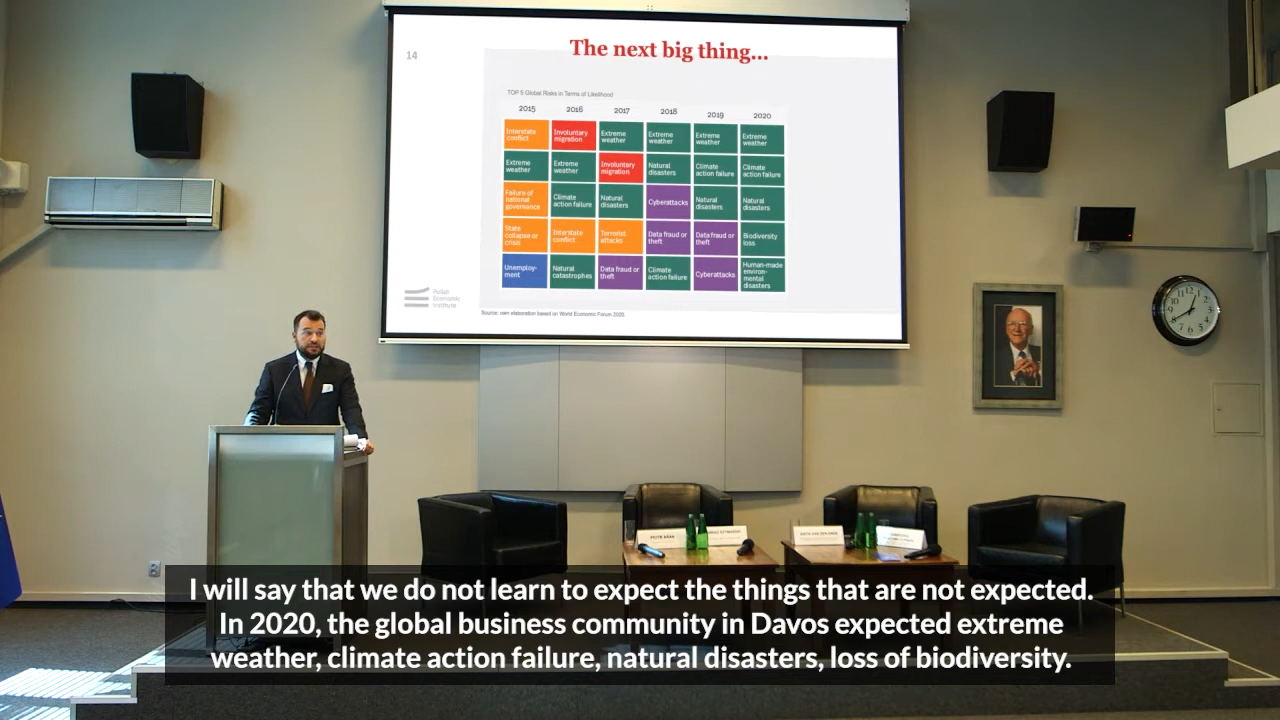 14
The next big thing...
TOP 5 Global Risks in Terms of Likelihood
2015 2016 2017 2018 2019 2020
Interstate conflict
Involuntary migration
Extreme weather
Extreme weather
Extreme weather
Extreme weather
Extreme weather
Extreme weather
Involuntary migration
Natural disasters
Climate action failure
Climate action failure
Failure of national governance
Climate action failure
Natural disasters
Cyberattacks
Natural disasters
Natural disasters
State collapse or crisis
Interstate conflict
Terrorist attacks
Data fraud or theft
Data fraud or theft
Biodiversity loss
Unemploy-
ment
Natural catastrophes
Data fraud or theft
Climate action failure
Cyberattacks
Human-made environ-
mental disasters
Polish
Economic
Institute
Source: own elaboration based on World Economic Forum 2020.
I will say that we do not learn to expect the things that are not expected.
In 2020, the global business community in Davos expected extreme
weather, climate action failure, natural disasters, loss of biodiversity.